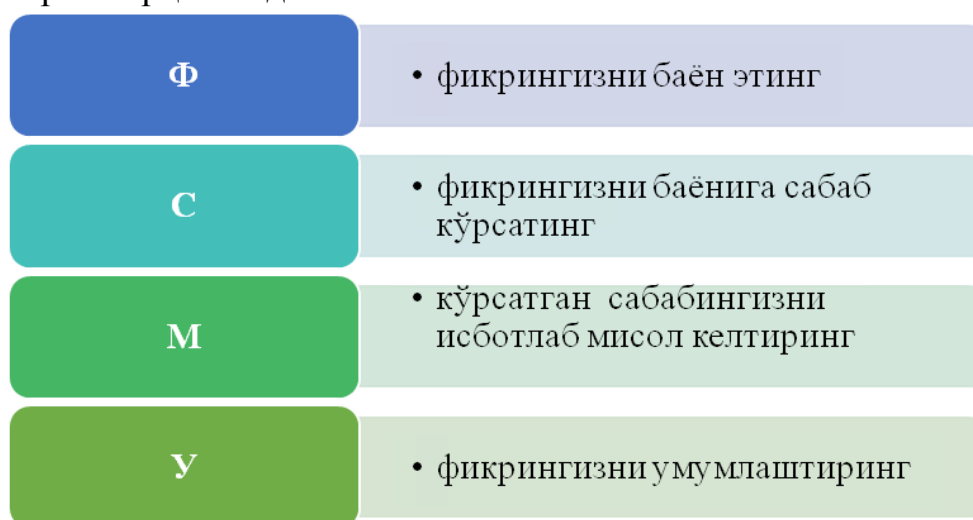 Ф
• фикрингизни баён этинг
С
• фикрингизни баёнига сабаб
кўрсатинг
М
• кўрсатган сабабингизни
исботлаб мисол келтиринг
У
• фикрингизни умумлаштиринг